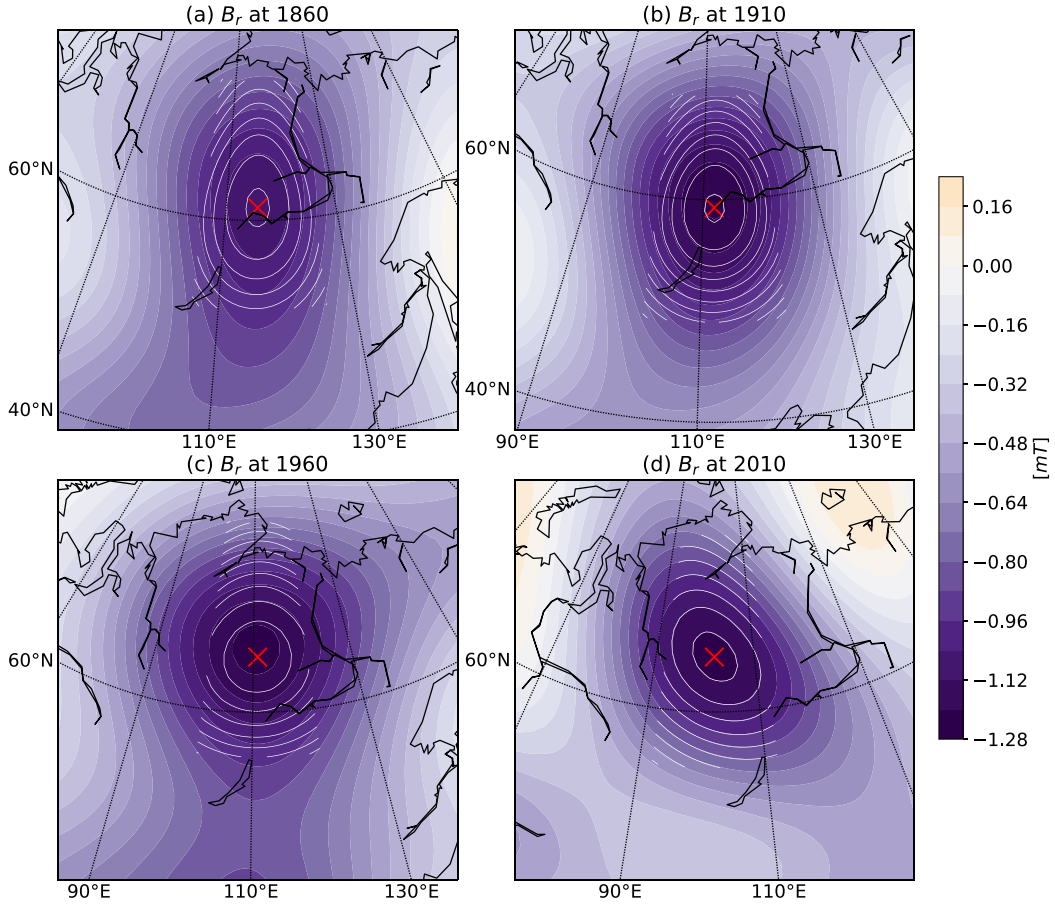 (a) B_r at 1860
(b) B_r at 1910
60°N
40°N
110°E
130°E
60°N
40°N
90°E
110°E
130°E
(c) B_r at 1960
(d) B_r at 2010
60°N
90°E
110°E
130°E
60°N
90°E
110°E
0.16
0.00
−0.16
−0.32
−0.48
−0.64
−0.80
−0.96
−1.12
−1.28
[mT]